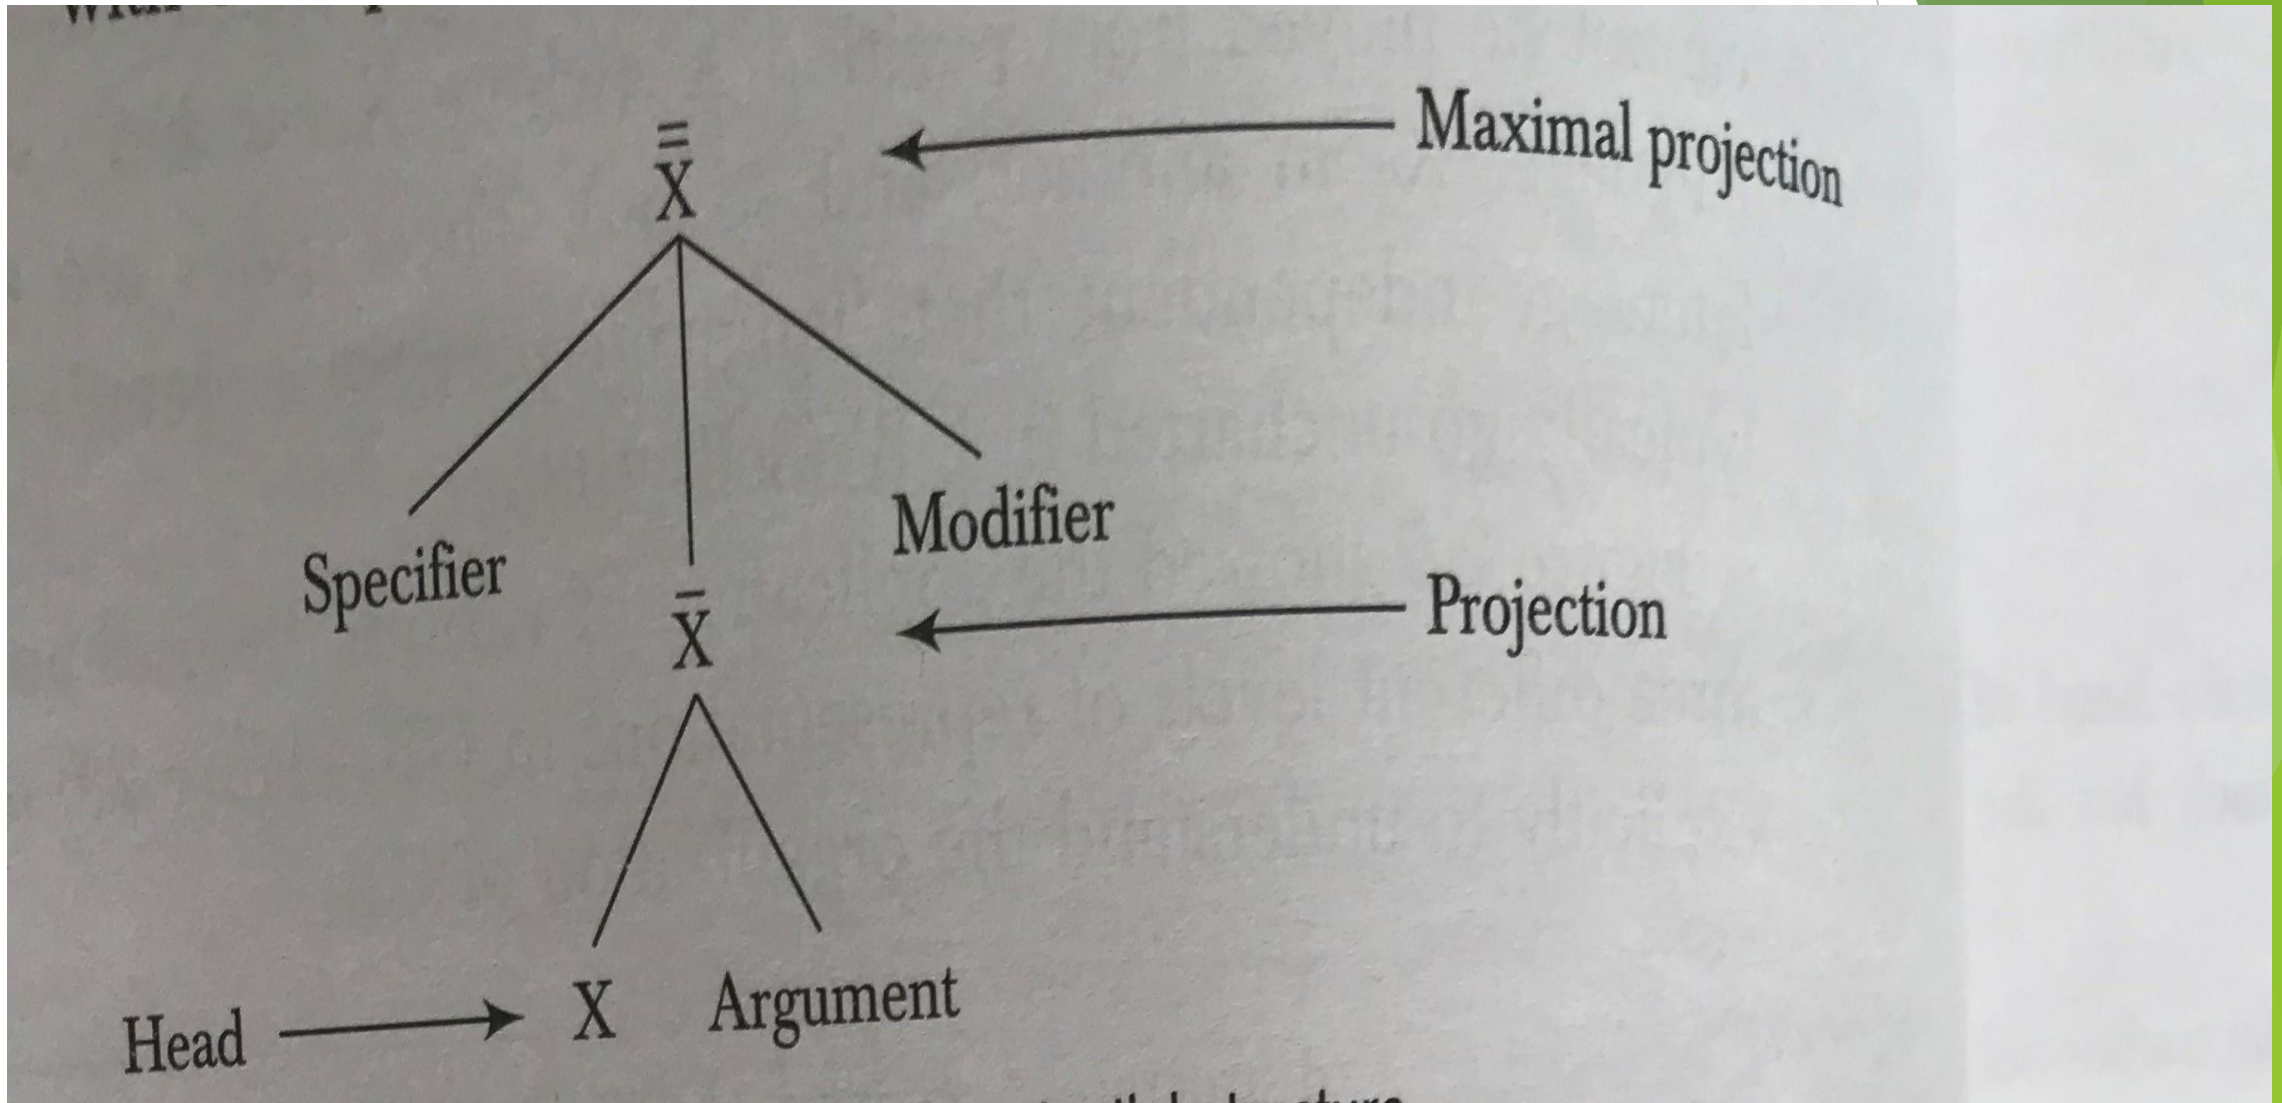 X̿
Maximal projection
Specifier
Modifier
X̄
Projection
Head
X
Argument